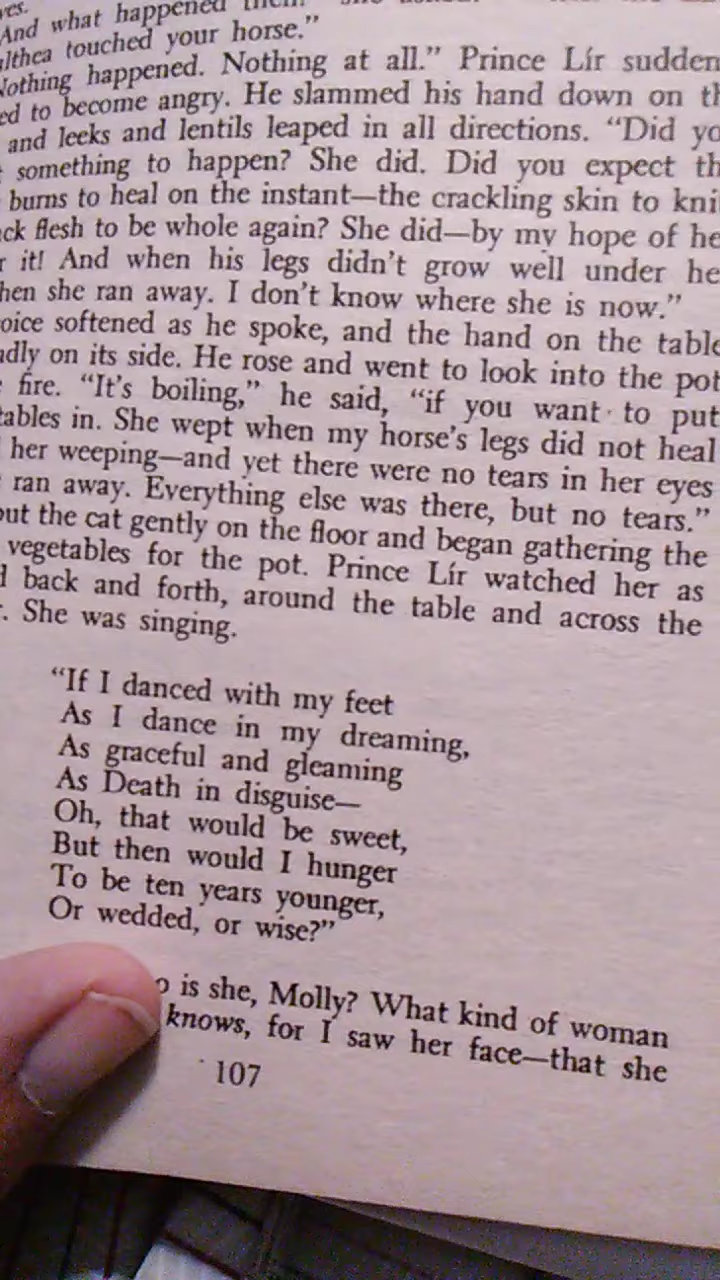 And what happened then?"
althea touched your horse."
Nothing happened. Nothing at all." Prince Lír sudden
ed to become angry. He slammed his hand down on th
and leeks and lentils leaped in all directions. "Did yo
something to happen? She did. Did you expect th
burns to heal on the instant—the crackling skin to kni
ck flesh to be whole again? She did—by my hope of he
r it! And when his legs didn't grow well under he
hen she ran away. I don't know where she is now."
oice softened as he spoke, and the hand on the table
adly on its side. He rose and went to look into the pot
fire. "It's boiling," he said, "if you want to put
tables in. She wept when my horse's legs did not heal
her weeping—and yet there were no tears in her eyes
ran away. Everything else was there, but no tears."
out the cat gently on the floor and began gathering the
vegetables for the pot. Prince Lír watched her as
d back and forth, around the table and across the
r. She was singing.
"If I danced with my feet
As I dance in my dreaming,
As graceful and gleaming
As Death in disguise—
Oh, that would be sweet,
But then would I hunger
To be ten years younger,
Or wedded, or wise?"
o is she, Molly? What kind of woman
knows, for I saw her face—that she
107